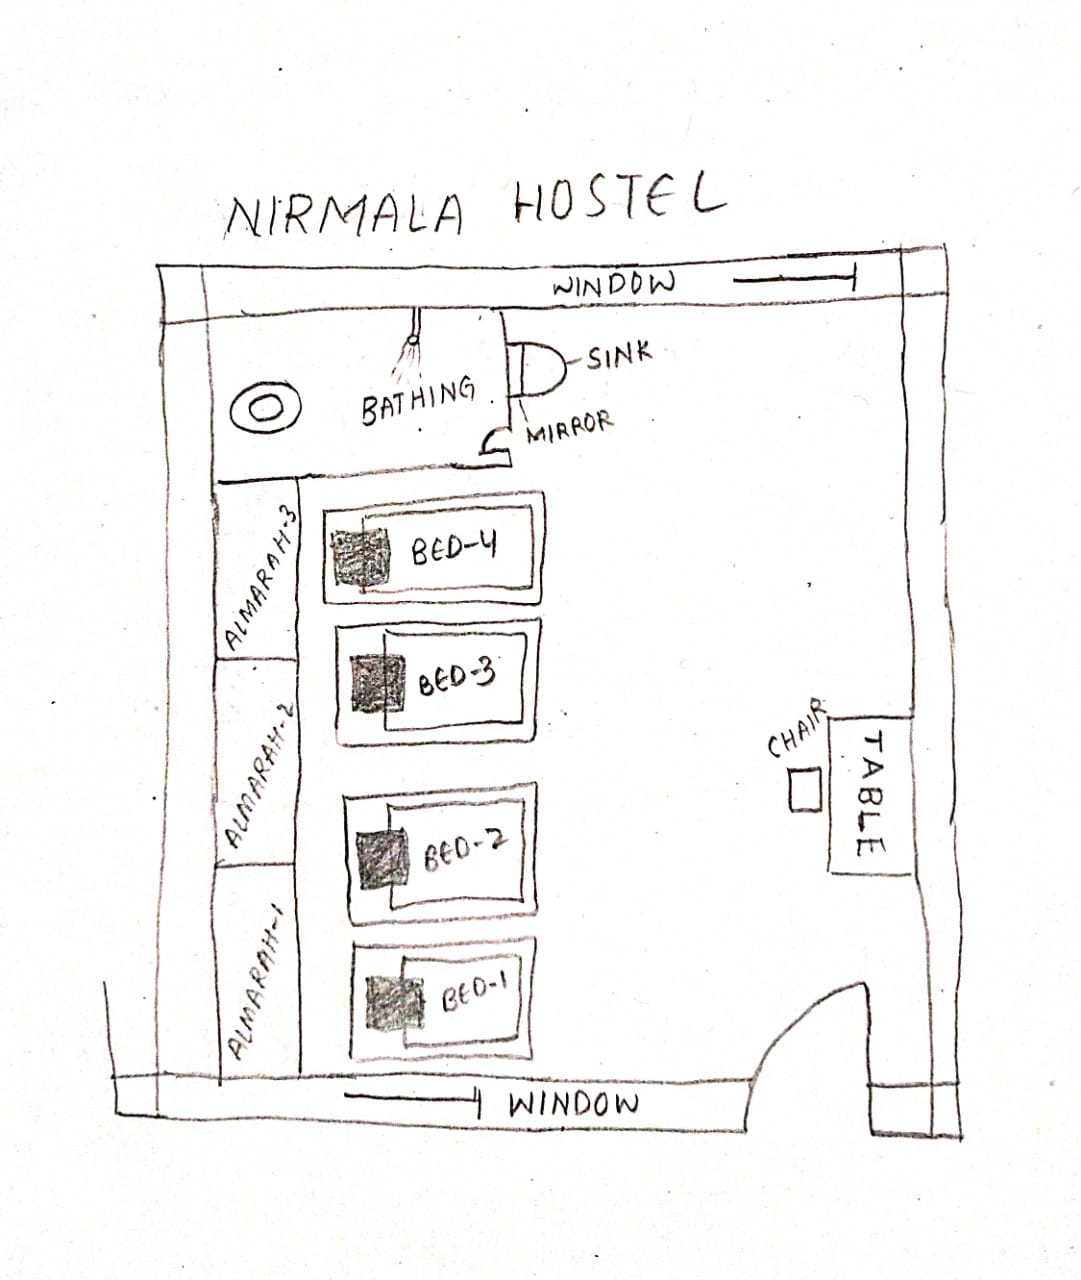 NIRMALA HOSTEL
WINDOW
SINK
BATHING
MIRROR
ALMARAH-3
BED-4
BED-3
ALMARAH-2
CHAIR
TABLE
BED-2
ALMARAH-1
BED-1
WINDOW